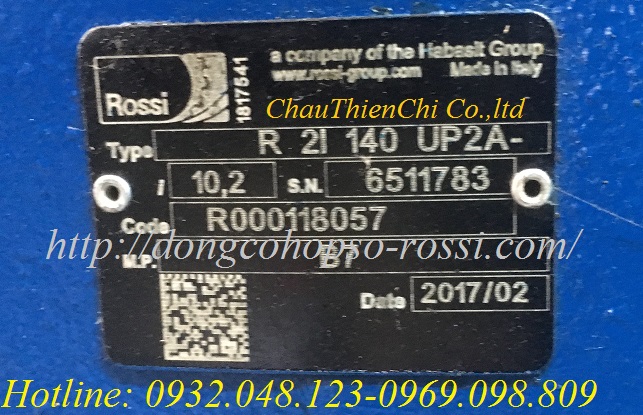 a company of the Habasit Group
www.rossi-group.com Made in Italy
Rossi
1817541
ChauThienChi Co.,ltd
Type R 2I 140 UP2A-
i 10,2 S.N. 6511783
Code R000118057
http://dongcohopso-rossi.com/
M.P. B7
Date 2017/02
Hotline: 0932.048.123-0969.098.809